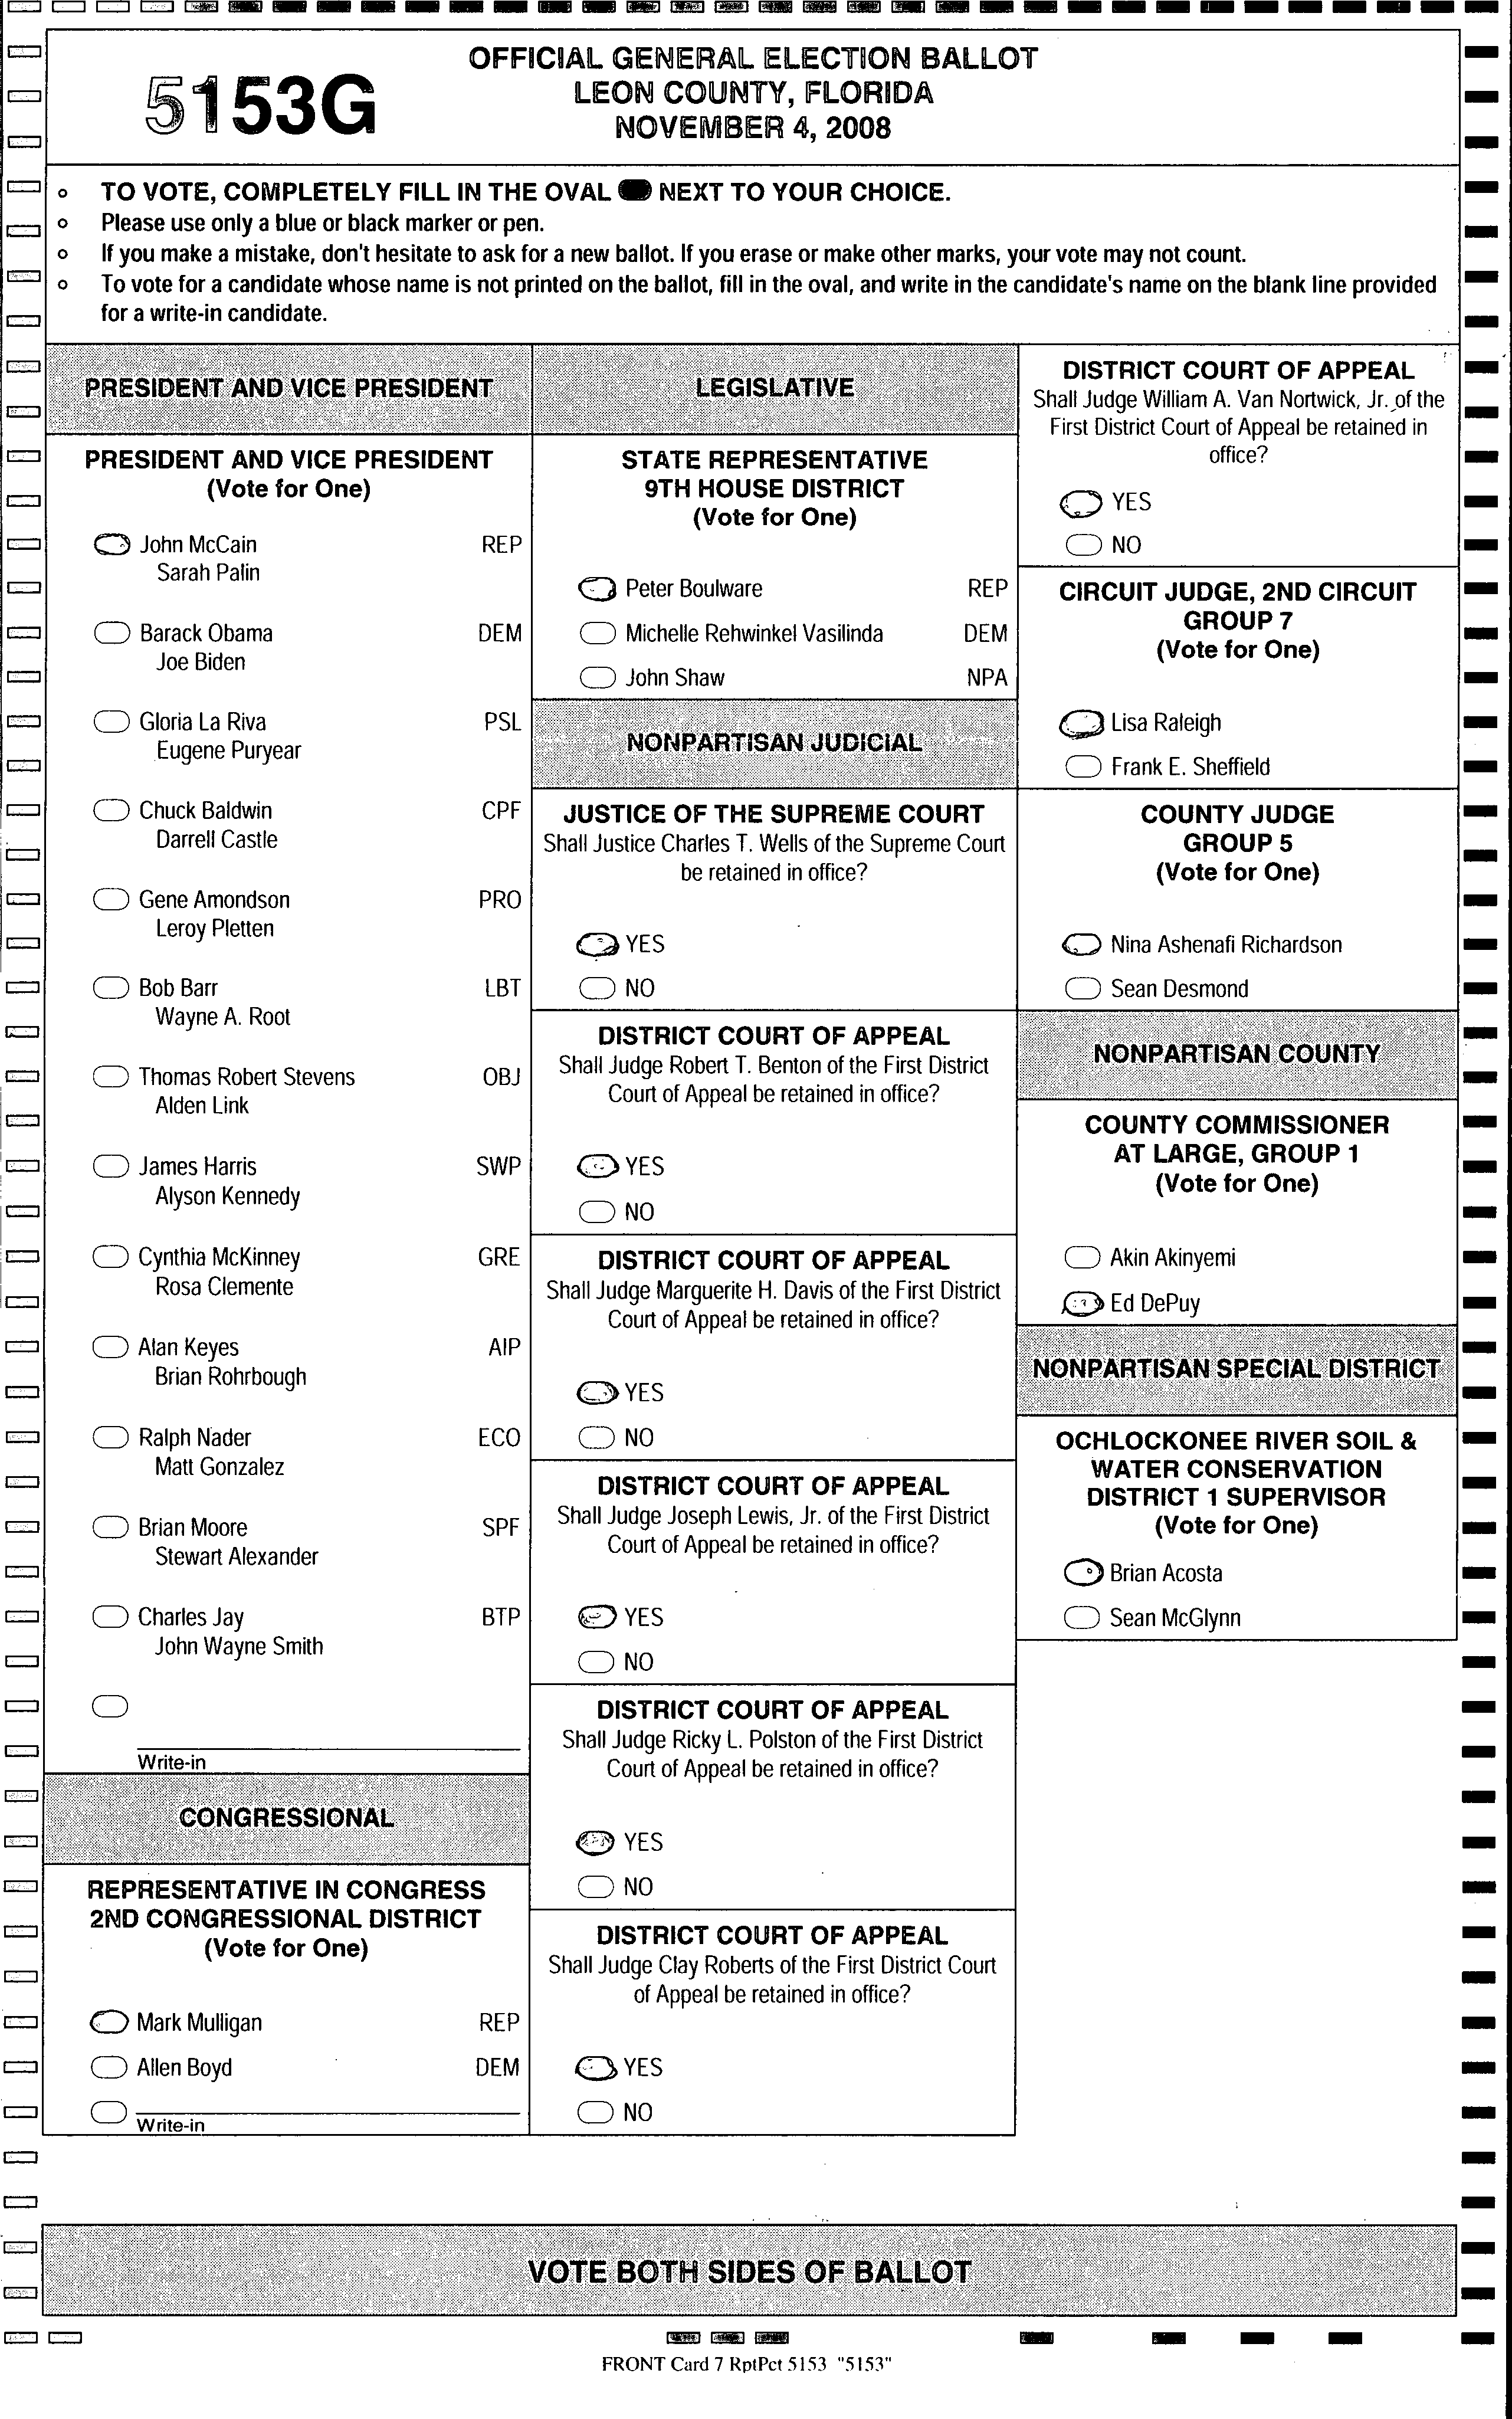 5153G
OFFICIAL GENERAL ELECTION BALLOT
LEON COUNTY, FLORIDA
NOVEMBER 4, 2008
TO VOTE, COMPLETELY FILL IN THE OVAL NEXT TO YOUR CHOICE.
Please use only a blue or black marker or pen.
If you make a mistake, don't hesitate to ask for a new ballot. If you erase or make other marks, your vote may not count.
To vote for a candidate whose name is not printed on the ballot, fill in the oval, and write in the candidate's name on the blank line provided
for a write-in candidate.
PRESIDENT AND VICE PRESIDENT
PRESIDENT AND VICE PRESIDENT
(Vote for One)
John McCain REP
Sarah Palin
Barack Obama DEM
Joe Biden
Gloria La Riva PSL
Eugene Puryear
Chuck Baldwin CPF
Darrell Castle
Gene Amondson PRO
Leroy Pletten
Bob Barr LBT
Wayne A. Root
Thomas Robert Stevens OBJ
Alden Link
James Harris SWP
Alyson Kennedy
Cynthia McKinney GRE
Rosa Clemente
Alan Keyes AIP
Brian Rohrbough
Ralph Nader ECO
Matt Gonzalez
Brian Moore SPF
Stewart Alexander
Charles Jay BTP
John Wayne Smith
Write-in
CONGRESSIONAL
REPRESENTATIVE IN CONGRESS
2ND CONGRESSIONAL DISTRICT
(Vote for One)
Mark Mulligan REP
Allen Boyd DEM
Write-in
LEGISLATIVE
STATE REPRESENTATIVE
9TH HOUSE DISTRICT
(Vote for One)
Peter Boulware REP
Michelle Rehwinkel Vasilinda DEM
John Shaw NPA
NONPARTISAN JUDICIAL
JUSTICE OF THE SUPREME COURT
Shall Justice Charles T. Wells of the Supreme Court
be retained in office?
YES
NO
DISTRICT COURT OF APPEAL
Shall Judge Robert T. Benton of the First District
Court of Appeal be retained in office?
YES
NO
DISTRICT COURT OF APPEAL
Shall Judge Marguerite H. Davis of the First District
Court of Appeal be retained in office?
YES
NO
DISTRICT COURT OF APPEAL
Shall Judge Joseph Lewis, Jr. of the First District
Court of Appeal be retained in office?
YES
NO
DISTRICT COURT OF APPEAL
Shall Judge Ricky L. Polston of the First District
Court of Appeal be retained in office?
YES
NO
DISTRICT COURT OF APPEAL
Shall Judge Clay Roberts of the First District Court
of Appeal be retained in office?
YES
NO
DISTRICT COURT OF APPEAL
Shall Judge William A. Van Nortwick, Jr. of the
First District Court of Appeal be retained in
office?
YES
NO
CIRCUIT JUDGE, 2ND CIRCUIT
GROUP 7
(Vote for One)
Lisa Raleigh
Frank E. Sheffield
COUNTY JUDGE
GROUP 5
(Vote for One)
Nina Ashenafi Richardson
Sean Desmond
NONPARTISAN COUNTY
COUNTY COMMISSIONER
AT LARGE, GROUP 1
(Vote for One)
Akin Akinyemi
Ed DePuy
NONPARTISAN SPECIAL DISTRICT
OCHLOCKONEE RIVER SOIL &
WATER CONSERVATION
DISTRICT 1 SUPERVISOR
(Vote for One)
Brian Acosta
Sean McGlynn
VOTE BOTH SIDES OF BALLOT
FRONT Card 7 RptPct 5153 "5153"